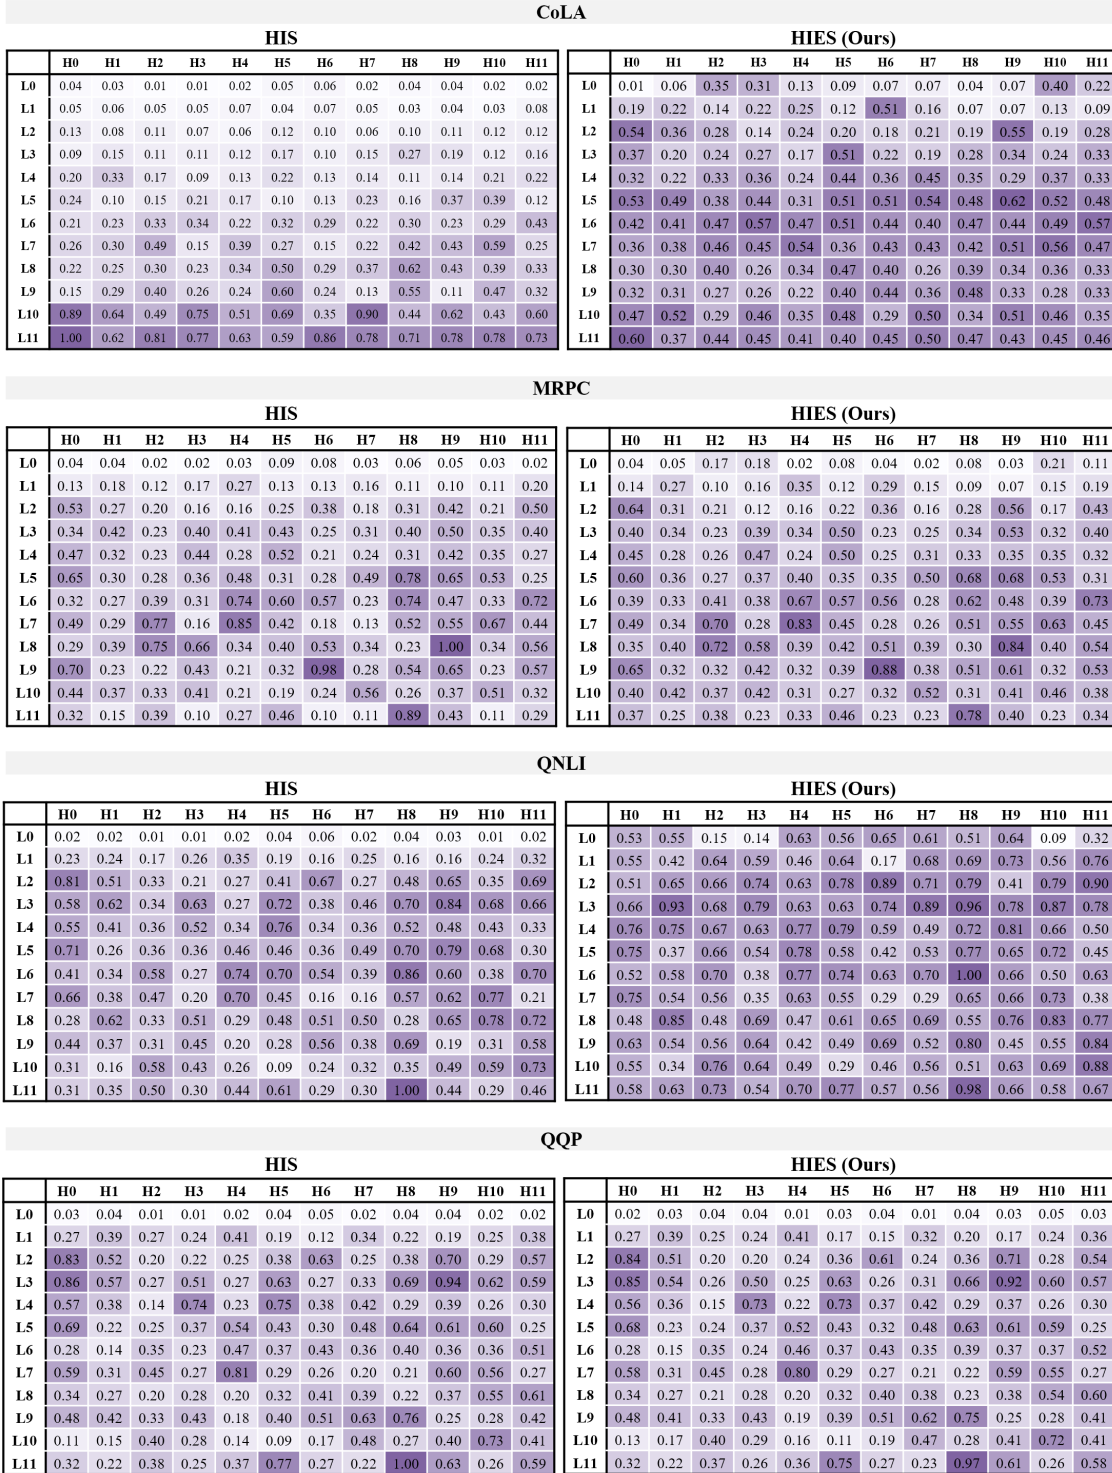 CoLA
HIS
H0 H1 H2 H3 H4 H5 H6 H7 H8 H9 H10 H11
L0 0.04 0.03 0.01 0.01 0.02 0.05 0.06 0.02 0.04 0.04 0.02 0.02
L1 0.05 0.06 0.05 0.05 0.07 0.04 0.07 0.05 0.03 0.04 0.03 0.08
L2 0.13 0.08 0.11 0.07 0.06 0.12 0.10 0.06 0.10 0.11 0.12 0.12
L3 0.09 0.15 0.11 0.11 0.12 0.17 0.10 0.15 0.27 0.19 0.12 0.16
L4 0.20 0.33 0.17 0.09 0.13 0.22 0.13 0.14 0.11 0.14 0.21 0.22
L5 0.24 0.10 0.15 0.21 0.17 0.10 0.13 0.23 0.16 0.37 0.39 0.12
L6 0.21 0.23 0.33 0.34 0.22 0.32 0.29 0.22 0.30 0.23 0.29 0.43
L7 0.26 0.30 0.49 0.15 0.39 0.27 0.15 0.22 0.42 0.43 0.59 0.25
L8 0.22 0.25 0.30 0.23 0.34 0.50 0.29 0.37 0.62 0.43 0.39 0.33
L9 0.15 0.29 0.40 0.26 0.24 0.60 0.24 0.13 0.55 0.11 0.47 0.32
L10 0.89 0.64 0.49 0.75 0.51 0.69 0.35 0.90 0.44 0.62 0.43 0.60
L11 1.00 0.62 0.81 0.77 0.63 0.59 0.86 0.78 0.71 0.78 0.78 0.73
HIES (Ours)
H0 H1 H2 H3 H4 H5 H6 H7 H8 H9 H10 H11
L0 0.01 0.06 0.35 0.31 0.13 0.09 0.07 0.07 0.04 0.07 0.40 0.22
L1 0.19 0.22 0.14 0.22 0.25 0.12 0.51 0.16 0.07 0.07 0.13 0.09
L2 0.54 0.36 0.28 0.14 0.24 0.20 0.18 0.21 0.19 0.55 0.19 0.28
L3 0.37 0.20 0.24 0.27 0.17 0.51 0.22 0.19 0.28 0.34 0.24 0.33
L4 0.32 0.22 0.33 0.36 0.24 0.44 0.36 0.45 0.35 0.29 0.37 0.33
L5 0.53 0.49 0.38 0.44 0.31 0.51 0.51 0.54 0.48 0.62 0.52 0.48
L6 0.42 0.41 0.47 0.57 0.47 0.51 0.44 0.40 0.47 0.44 0.49 0.57
L7 0.36 0.38 0.46 0.45 0.54 0.36 0.43 0.43 0.42 0.51 0.56 0.47
L8 0.30 0.30 0.40 0.26 0.34 0.47 0.40 0.26 0.39 0.34 0.36 0.33
L9 0.32 0.31 0.27 0.26 0.22 0.40 0.44 0.36 0.48 0.33 0.28 0.33
L10 0.47 0.52 0.29 0.46 0.35 0.48 0.29 0.50 0.34 0.51 0.46 0.35
L11 0.60 0.37 0.44 0.45 0.41 0.40 0.45 0.50 0.47 0.43 0.45 0.46
MRPC
HIS
H0 H1 H2 H3 H4 H5 H6 H7 H8 H9 H10 H11
L0 0.04 0.04 0.02 0.02 0.03 0.09 0.08 0.03 0.06 0.05 0.03 0.02
L1 0.13 0.18 0.12 0.17 0.27 0.13 0.13 0.16 0.11 0.10 0.11 0.20
L2 0.53 0.27 0.20 0.16 0.16 0.25 0.38 0.18 0.31 0.42 0.21 0.50
L3 0.34 0.42 0.23 0.40 0.41 0.43 0.25 0.31 0.40 0.50 0.35 0.40
L4 0.47 0.32 0.23 0.44 0.28 0.52 0.21 0.24 0.31 0.42 0.35 0.27
L5 0.65 0.30 0.28 0.36 0.48 0.31 0.28 0.49 0.78 0.65 0.53 0.25
L6 0.32 0.27 0.39 0.31 0.74 0.60 0.57 0.23 0.74 0.47 0.33 0.72
L7 0.49 0.29 0.77 0.16 0.85 0.42 0.18 0.13 0.52 0.55 0.67 0.44
L8 0.29 0.39 0.75 0.66 0.34 0.40 0.53 0.34 0.23 1.00 0.34 0.56
L9 0.70 0.23 0.22 0.43 0.21 0.32 0.98 0.28 0.54 0.65 0.23 0.57
L10 0.44 0.37 0.33 0.41 0.21 0.19 0.24 0.56 0.26 0.37 0.51 0.32
L11 0.32 0.15 0.39 0.10 0.27 0.46 0.10 0.11 0.89 0.43 0.11 0.29
HIES (Ours)
H0 H1 H2 H3 H4 H5 H6 H7 H8 H9 H10 H11
L0 0.04 0.05 0.17 0.18 0.02 0.08 0.04 0.02 0.08 0.03 0.21 0.11
L1 0.14 0.27 0.10 0.16 0.35 0.12 0.29 0.15 0.09 0.07 0.15 0.19
L2 0.64 0.31 0.21 0.12 0.16 0.22 0.36 0.16 0.28 0.56 0.17 0.43
L3 0.40 0.34 0.23 0.39 0.34 0.50 0.23 0.25 0.34 0.53 0.32 0.40
L4 0.45 0.28 0.26 0.47 0.24 0.50 0.25 0.31 0.33 0.35 0.35 0.32
L5 0.60 0.36 0.27 0.37 0.40 0.35 0.35 0.50 0.68 0.68 0.53 0.31
L6 0.39 0.33 0.41 0.38 0.67 0.57 0.56 0.28 0.62 0.48 0.39 0.73
L7 0.49 0.34 0.70 0.28 0.83 0.45 0.28 0.26 0.51 0.55 0.63 0.45
L8 0.35 0.40 0.72 0.58 0.39 0.42 0.51 0.39 0.30 0.84 0.40 0.54
L9 0.65 0.32 0.32 0.42 0.32 0.39 0.88 0.38 0.51 0.61 0.32 0.53
L10 0.40 0.42 0.37 0.42 0.31 0.27 0.32 0.52 0.31 0.41 0.46 0.38
L11 0.37 0.25 0.38 0.23 0.33 0.46 0.23 0.23 0.78 0.40 0.23 0.34
QNLI
HIS
H0 H1 H2 H3 H4 H5 H6 H7 H8 H9 H10 H11
L0 0.02 0.02 0.01 0.01 0.02 0.04 0.06 0.02 0.04 0.03 0.01 0.02
L1 0.23 0.24 0.17 0.26 0.35 0.19 0.16 0.25 0.16 0.16 0.24 0.32
L2 0.81 0.51 0.33 0.21 0.27 0.41 0.67 0.27 0.48 0.65 0.35 0.69
L3 0.58 0.62 0.34 0.63 0.27 0.72 0.38 0.46 0.70 0.84 0.68 0.66
L4 0.55 0.41 0.36 0.52 0.34 0.76 0.34 0.36 0.52 0.48 0.43 0.33
L5 0.71 0.26 0.36 0.36 0.46 0.46 0.36 0.49 0.70 0.79 0.68 0.30
L6 0.41 0.34 0.58 0.27 0.74 0.70 0.54 0.39 0.86 0.60 0.38 0.70
L7 0.66 0.38 0.47 0.20 0.70 0.45 0.16 0.16 0.57 0.62 0.77 0.21
L8 0.28 0.62 0.33 0.51 0.29 0.48 0.51 0.50 0.28 0.65 0.78 0.72
L9 0.44 0.37 0.31 0.45 0.20 0.28 0.56 0.38 0.69 0.19 0.31 0.58
L10 0.31 0.16 0.58 0.43 0.26 0.09 0.24 0.32 0.35 0.49 0.59 0.73
L11 0.31 0.35 0.50 0.30 0.44 0.61 0.29 0.30 1.00 0.44 0.29 0.46
HIES (Ours)
H0 H1 H2 H3 H4 H5 H6 H7 H8 H9 H10 H11
L0 0.53 0.55 0.15 0.14 0.63 0.56 0.65 0.61 0.51 0.64 0.09 0.32
L1 0.55 0.42 0.64 0.59 0.46 0.64 0.17 0.68 0.69 0.73 0.56 0.76
L2 0.51 0.65 0.66 0.74 0.63 0.78 0.89 0.71 0.79 0.41 0.79 0.90
L3 0.66 0.93 0.68 0.79 0.63 0.63 0.74 0.89 0.96 0.78 0.87 0.78
L4 0.76 0.75 0.67 0.63 0.77 0.79 0.59 0.49 0.72 0.81 0.66 0.50
L5 0.75 0.37 0.66 0.54 0.78 0.58 0.42 0.53 0.77 0.65 0.72 0.45
L6 0.52 0.58 0.70 0.38 0.77 0.74 0.63 0.70 1.00 0.66 0.50 0.63
L7 0.75 0.54 0.56 0.35 0.63 0.55 0.29 0.29 0.65 0.66 0.73 0.38
L8 0.48 0.85 0.48 0.69 0.47 0.61 0.65 0.69 0.55 0.76 0.83 0.77
L9 0.63 0.54 0.56 0.64 0.42 0.49 0.69 0.52 0.80 0.45 0.55 0.84
L10 0.55 0.34 0.76 0.64 0.49 0.29 0.46 0.56 0.51 0.63 0.69 0.88
L11 0.58 0.63 0.73 0.54 0.70 0.77 0.57 0.56 0.98 0.66 0.58 0.67
QQP
HIS
H0 H1 H2 H3 H4 H5 H6 H7 H8 H9 H10 H11
L0 0.03 0.04 0.01 0.01 0.02 0.04 0.05 0.02 0.04 0.04 0.02 0.02
L1 0.27 0.39 0.27 0.24 0.41 0.19 0.12 0.34 0.22 0.19 0.25 0.38
L2 0.83 0.52 0.20 0.22 0.25 0.38 0.63 0.25 0.38 0.70 0.29 0.57
L3 0.86 0.57 0.27 0.51 0.27 0.63 0.27 0.33 0.69 0.94 0.62 0.59
L4 0.57 0.38 0.14 0.74 0.23 0.75 0.38 0.42 0.29 0.39 0.26 0.30
L5 0.69 0.22 0.25 0.37 0.54 0.43 0.30 0.48 0.64 0.61 0.60 0.25
L6 0.28 0.14 0.35 0.23 0.47 0.37 0.43 0.36 0.40 0.36 0.36 0.51
L7 0.59 0.31 0.45 0.27 0.81 0.29 0.26 0.20 0.21 0.60 0.56 0.27
L8 0.34 0.27 0.20 0.28 0.20 0.32 0.41 0.39 0.22 0.37 0.55 0.61
L9 0.48 0.42 0.33 0.43 0.18 0.40 0.51 0.63 0.76 0.25 0.28 0.42
L10 0.11 0.15 0.40 0.28 0.14 0.09 0.17 0.48 0.27 0.40 0.73 0.41
L11 0.32 0.22 0.38 0.25 0.37 0.77 0.27 0.22 1.00 0.63 0.26 0.59
HIES (Ours)
H0 H1 H2 H3 H4 H5 H6 H7 H8 H9 H10 H11
L0 0.02 0.03 0.04 0.04 0.01 0.03 0.04 0.01 0.04 0.03 0.05 0.03
L1 0.27 0.39 0.25 0.24 0.41 0.17 0.15 0.32 0.20 0.17 0.24 0.36
L2 0.84 0.51 0.20 0.20 0.24 0.36 0.61 0.24 0.36 0.71 0.28 0.54
L3 0.85 0.54 0.26 0.50 0.25 0.63 0.26 0.31 0.66 0.92 0.60 0.57
L4 0.56 0.36 0.15 0.73 0.22 0.73 0.37 0.42 0.29 0.37 0.26 0.30
L5 0.68 0.23 0.24 0.37 0.52 0.43 0.32 0.48 0.63 0.61 0.59 0.25
L6 0.28 0.15 0.35 0.24 0.46 0.37 0.43 0.35 0.39 0.37 0.37 0.52
L7 0.58 0.31 0.45 0.28 0.80 0.29 0.27 0.21 0.22 0.59 0.55 0.27
L8 0.34 0.27 0.21 0.28 0.20 0.32 0.40 0.38 0.23 0.38 0.54 0.60
L9 0.48 0.41 0.33 0.43 0.19 0.39 0.51 0.62 0.75 0.25 0.28 0.41
L10 0.13 0.17 0.40 0.29 0.16 0.11 0.19 0.47 0.28 0.41 0.72 0.41
L11 0.32 0.22 0.37 0.26 0.36 0.75 0.27 0.23 0.97 0.61 0.26 0.58